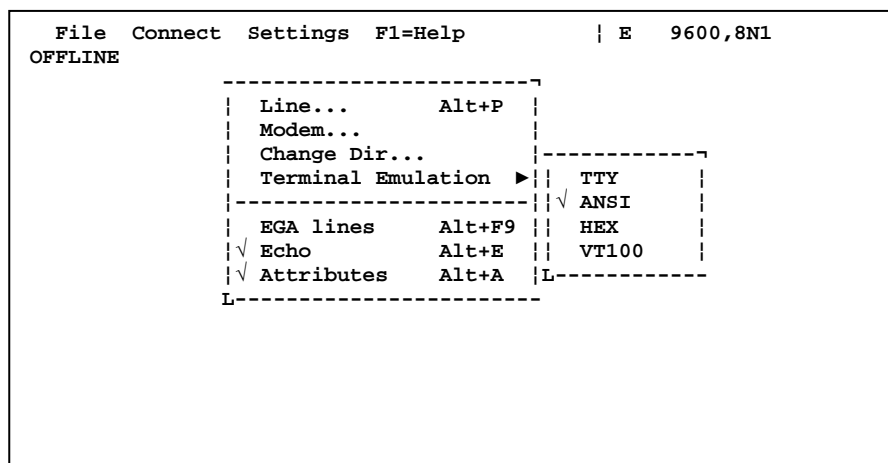 File Connect Settings F1=Help ¦ E 9600,8N1
OFFLINE
Line... Alt+P
Modem...
Change Dir...
Terminal Emulation ►
TTY
√ ANSI
EGA lines Alt+F9
HEX
√ Echo Alt+E
VT100
√ Attributes Alt+A